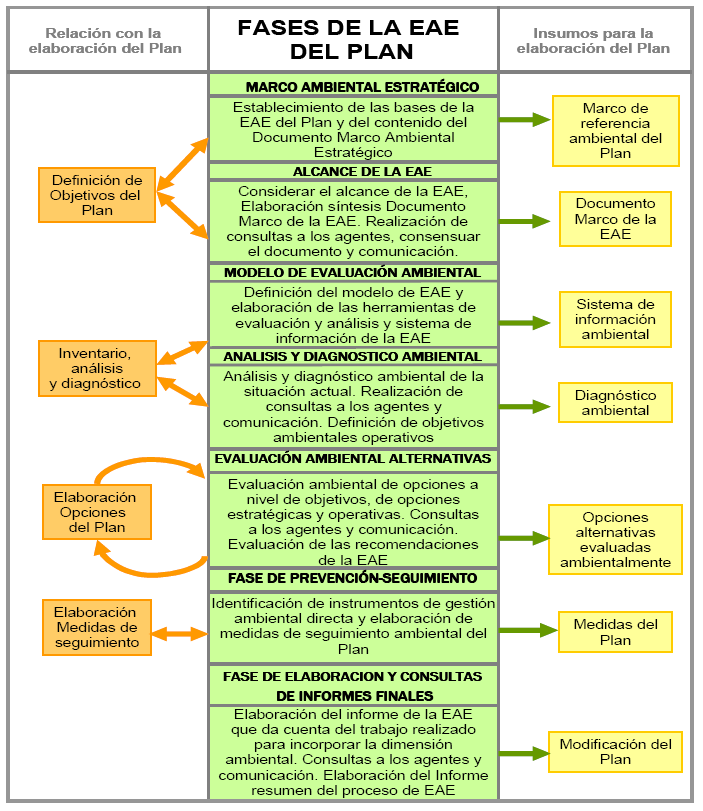 Relación con la
elaboración del Plan
FASES DE LA EAE
DEL PLAN
Insumos para la
elaboración del Plan
MARCO AMBIENTAL ESTRATÉGICO
Establecimiento de las bases de la
EAE del Plan y del contenido del
Documento Marco Ambiental
Estratégico
Marco de
referencia
ambiental del
Plan
Definición de
Objetivos del
Plan
ALCANCE DE LA EAE
Considerar el alcance de la EAE,
Elaboración síntesis Documento
Marco de la EAE. Realización de
consultas a los agentes, consensuar
el documento y comunicación.
Documento
Marco de la
EAE
MODELO DE EVALUACIÓN AMBIENTAL
Definición del modelo de EAE y
elaboración de las herramientas de
evaluación y análisis y sistema de
información de la EAE
Sistema de
información
ambiental
Inventario,
análisis
y diagnóstico
ANALISIS Y DIAGNOSTICO AMBIENTAL
Análisis y diagnóstico ambiental de la
situación actual. Realización de
consultas a los agentes y
comunicación. Definición de objetivos
ambientales operativos
Diagnóstico
ambiental
EVALUACIÓN AMBIENTAL ALTERNATIVAS
Evaluación ambiental de opciones a
nivel de objetivos, de opciones
estratégicas y operativas. Consultas
a los agentes y comunicación.
Evaluación de las recomendaciones
de la EAE
Elaboración
Opciones
del Plan
Opciones
alternativas
evaluadas
ambientalmente
FASE DE PREVENCIÓN-SEGUIMIENTO
Identificación de instrumentos de gestión
ambiental directa y elaboración de
medidas de seguimiento ambiental del
Plan
Elaboración
Medidas de
seguimiento
Medidas del
Plan
FASE DE ELABORACION Y CONSULTAS
DE INFORMES FINALES
Elaboración del informe de la EAE
que da cuenta del trabajo realizado
para incorporar la dimensión
ambiental. Consultas a los agentes y
comunicación. Elaboración del Informe
resumen del proceso de EAE
Modificación del
Plan